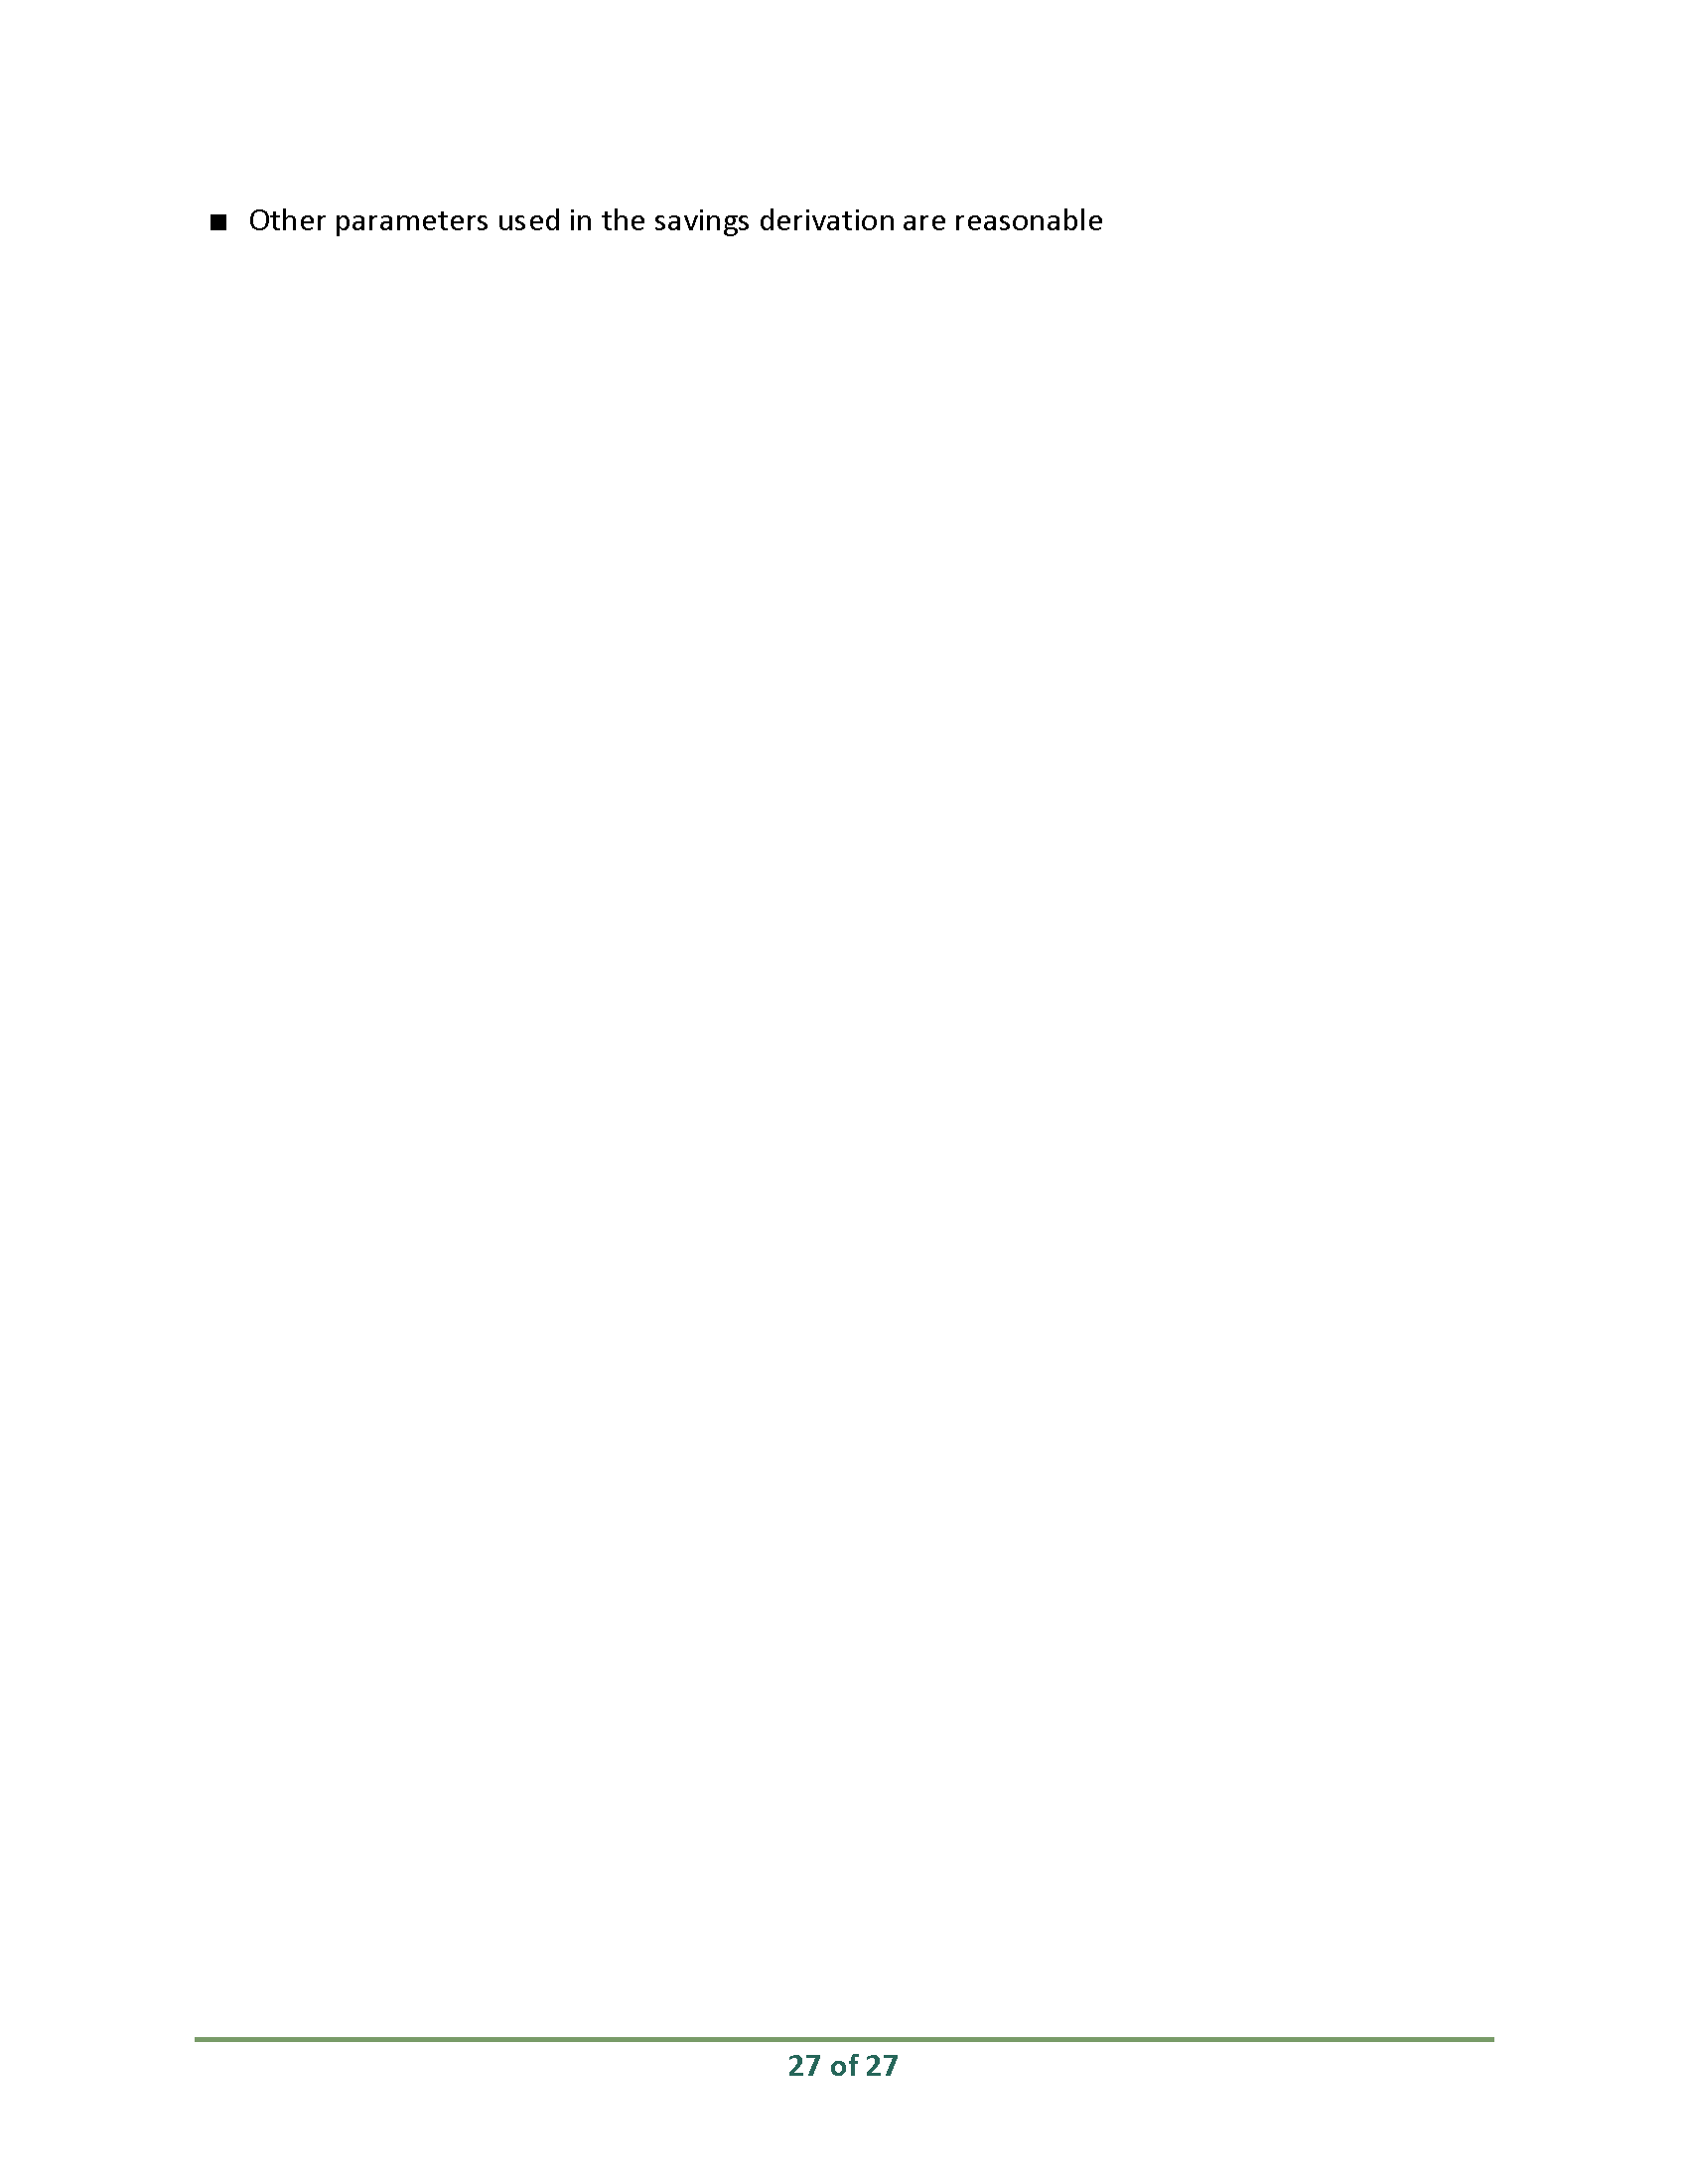 ■ Other parameters used in the savings derivation are reasonable
27 of 27